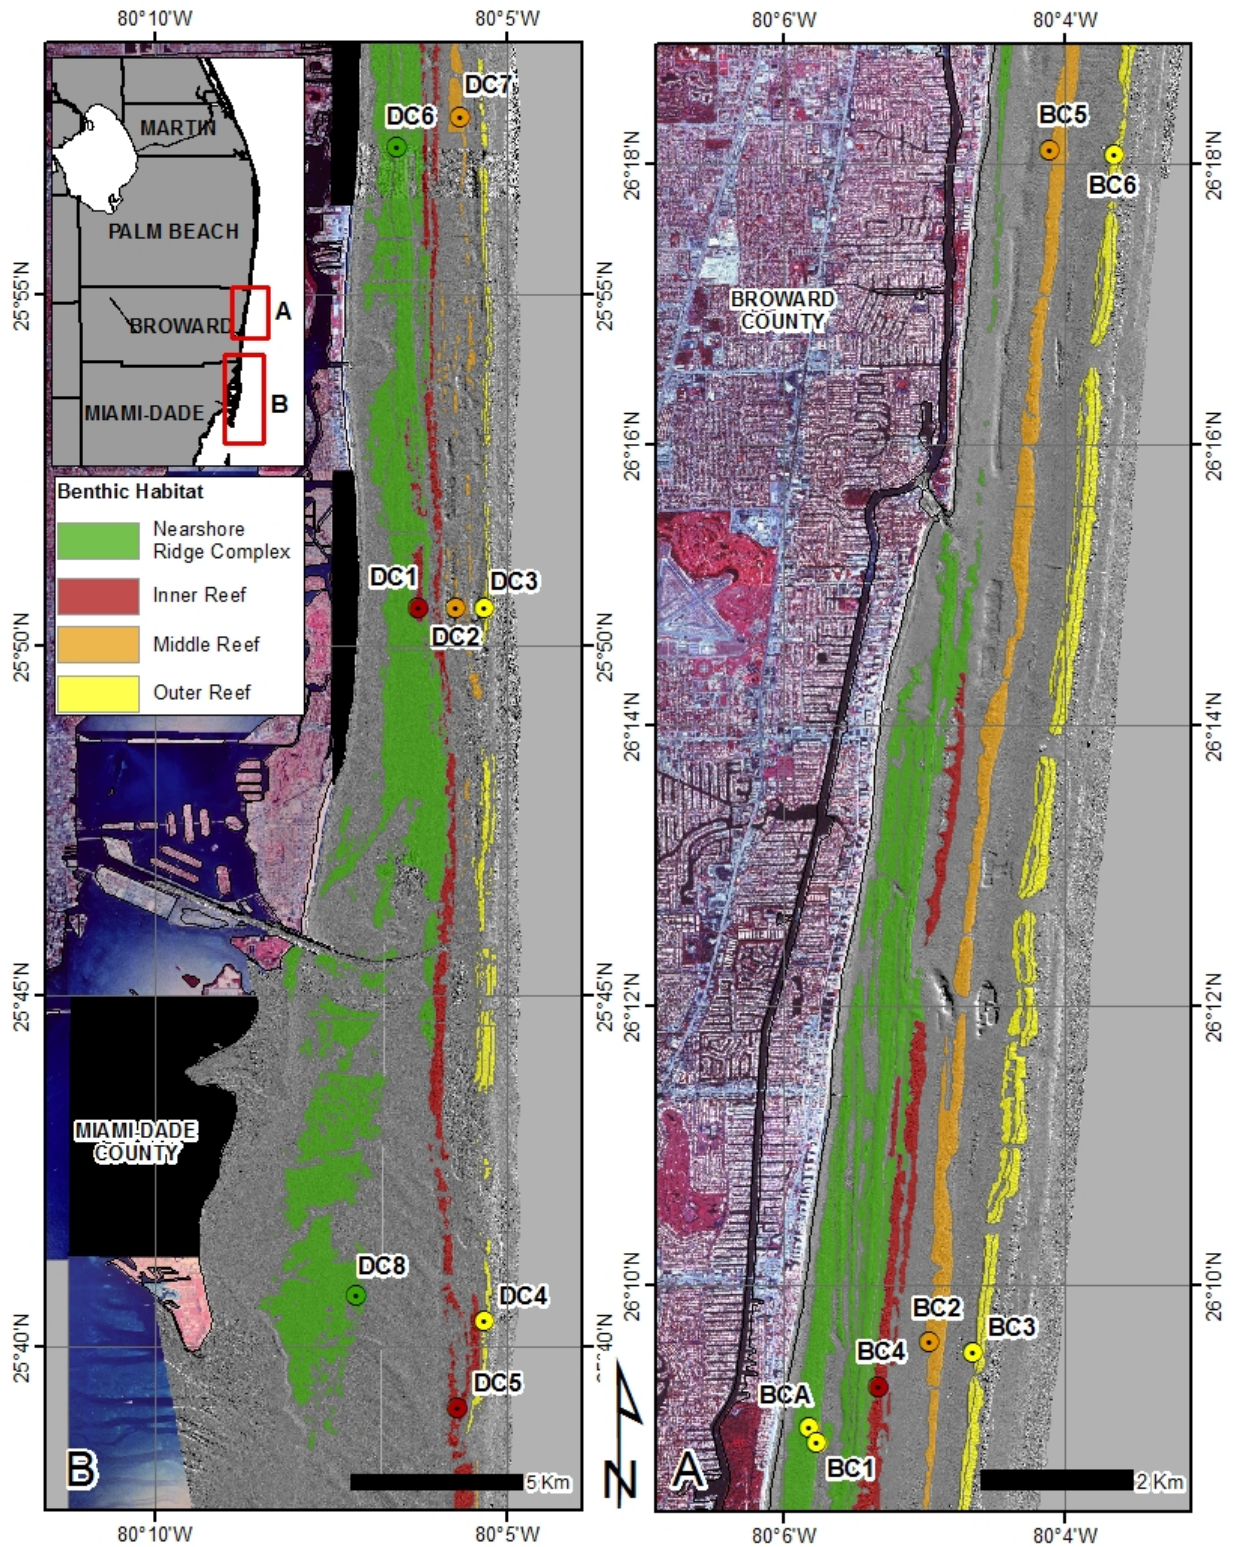 80°10'W
80°5'W
80°6'W
80°4'W
MARTIN
PALM BEACH
BROWARD
MIAMI-DADE
A
B
Benthic Habitat
Nearshore
Ridge Complex
Inner Reef
Middle Reef
Outer Reef
DC7
DC6
DC1
DC3
DC2
DC8
DC4
DC5
MIAMI-DADE
COUNTY
25°55'N
25°50'N
25°45'N
25°40'N
25°55'N
25°50'N
25°45'N
B
5 Km
N
BC5
BC6
BROWARD
COUNTY
BC2
BC3
BC4
BCA
BC1
26°18'N
26°16'N
26°14'N
26°12'N
26°10'N
26°18'N
26°16'N
26°14'N
26°12'N
26°10'N
A
2 Km
80°10'W
80°5'W
80°6'W
80°4'W